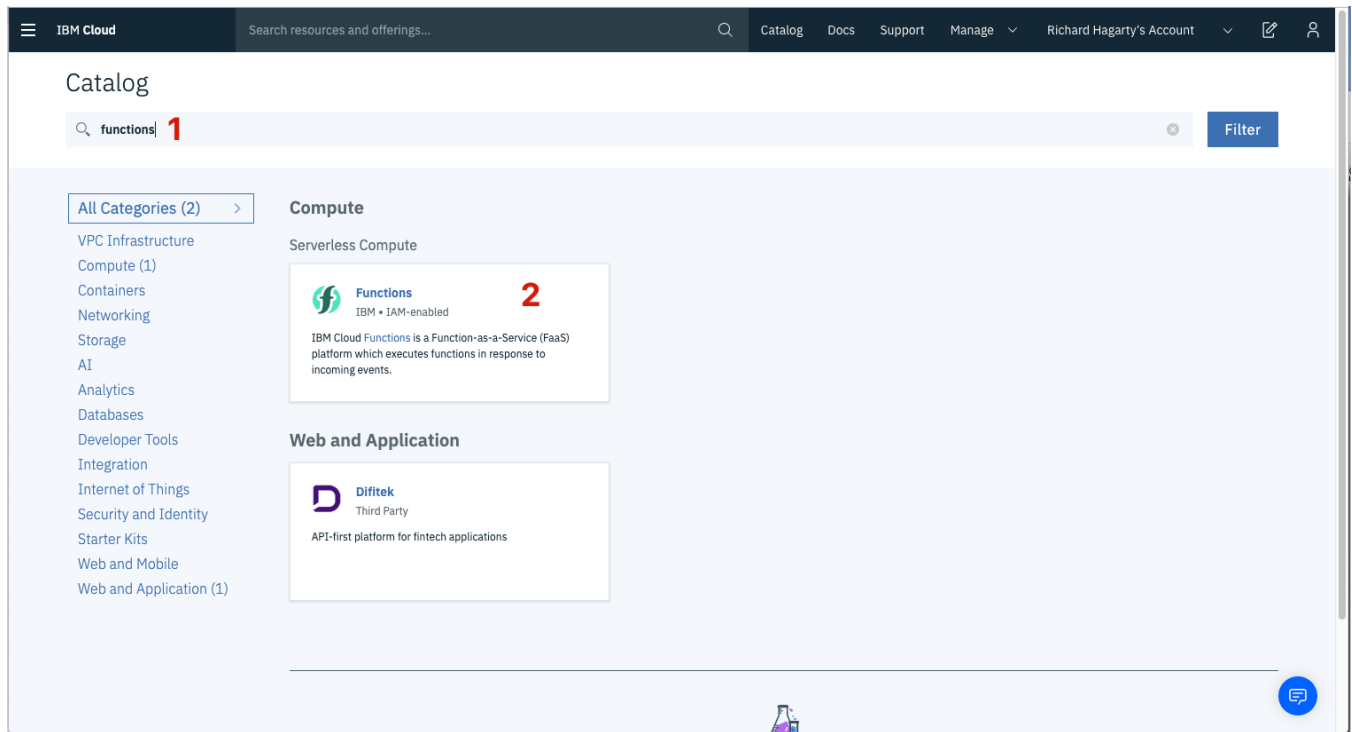 IBM Cloud
Search resources and offerings...
Catalog
Docs
Support
Manage
Richard Hagarty's Account
Catalog
functions 1
Filter
All Categories (2)
VPC Infrastructure
Compute (1)
Containers
Networking
Storage
AI
Analytics
Databases
Developer Tools
Integration
Internet of Things
Security and Identity
Starter Kits
Web and Mobile
Web and Application (1)
Compute
Serverless Compute
Functions
2
IBM • IAM-enabled
IBM Cloud Functions is a Function-as-a-Service (FaaS)
platform which executes functions in response to
incoming events.
Web and Application
Difitek
Third Party
API-first platform for fintech applications